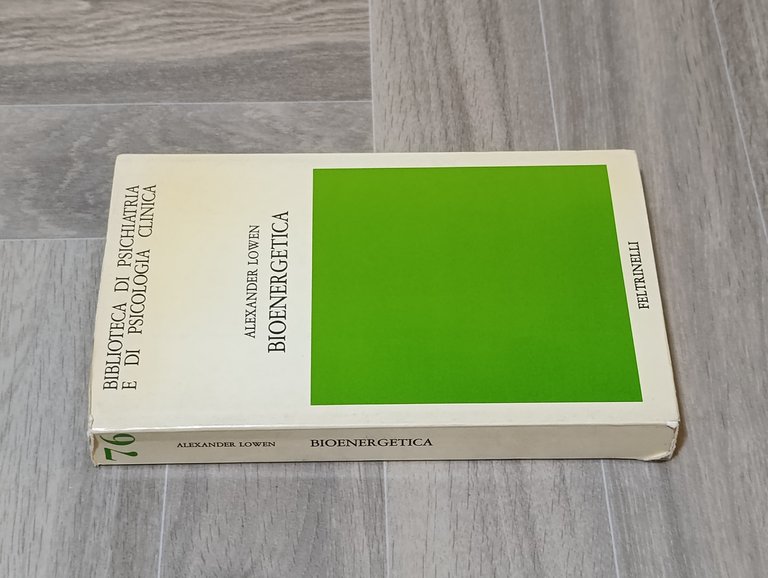 BIBLIOTECA DI PSICHIATRIA
E DI PSICOLOGIA CLINICA
ALEXANDER LOWEN
BIOENERGETICA
FELTRINELLI
76
ALEXANDER LOWEN
BIOENERGETICA